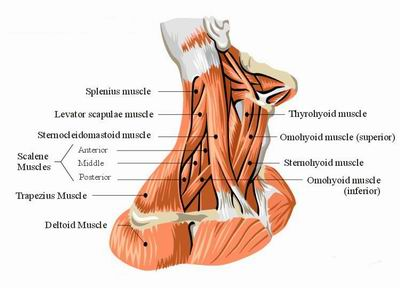 Splenius muscle
Levator scapulae muscle
Sternocleidomastoid muscle
Scalene
Muscles
Anterior
Middle
Posterior
Trapezius Muscle
Deltoid Muscle
Thyrohyoid muscle
Omohyoid muscle (superior)
Sternohyoid muscle
Omohyoid muscle
(inferior)